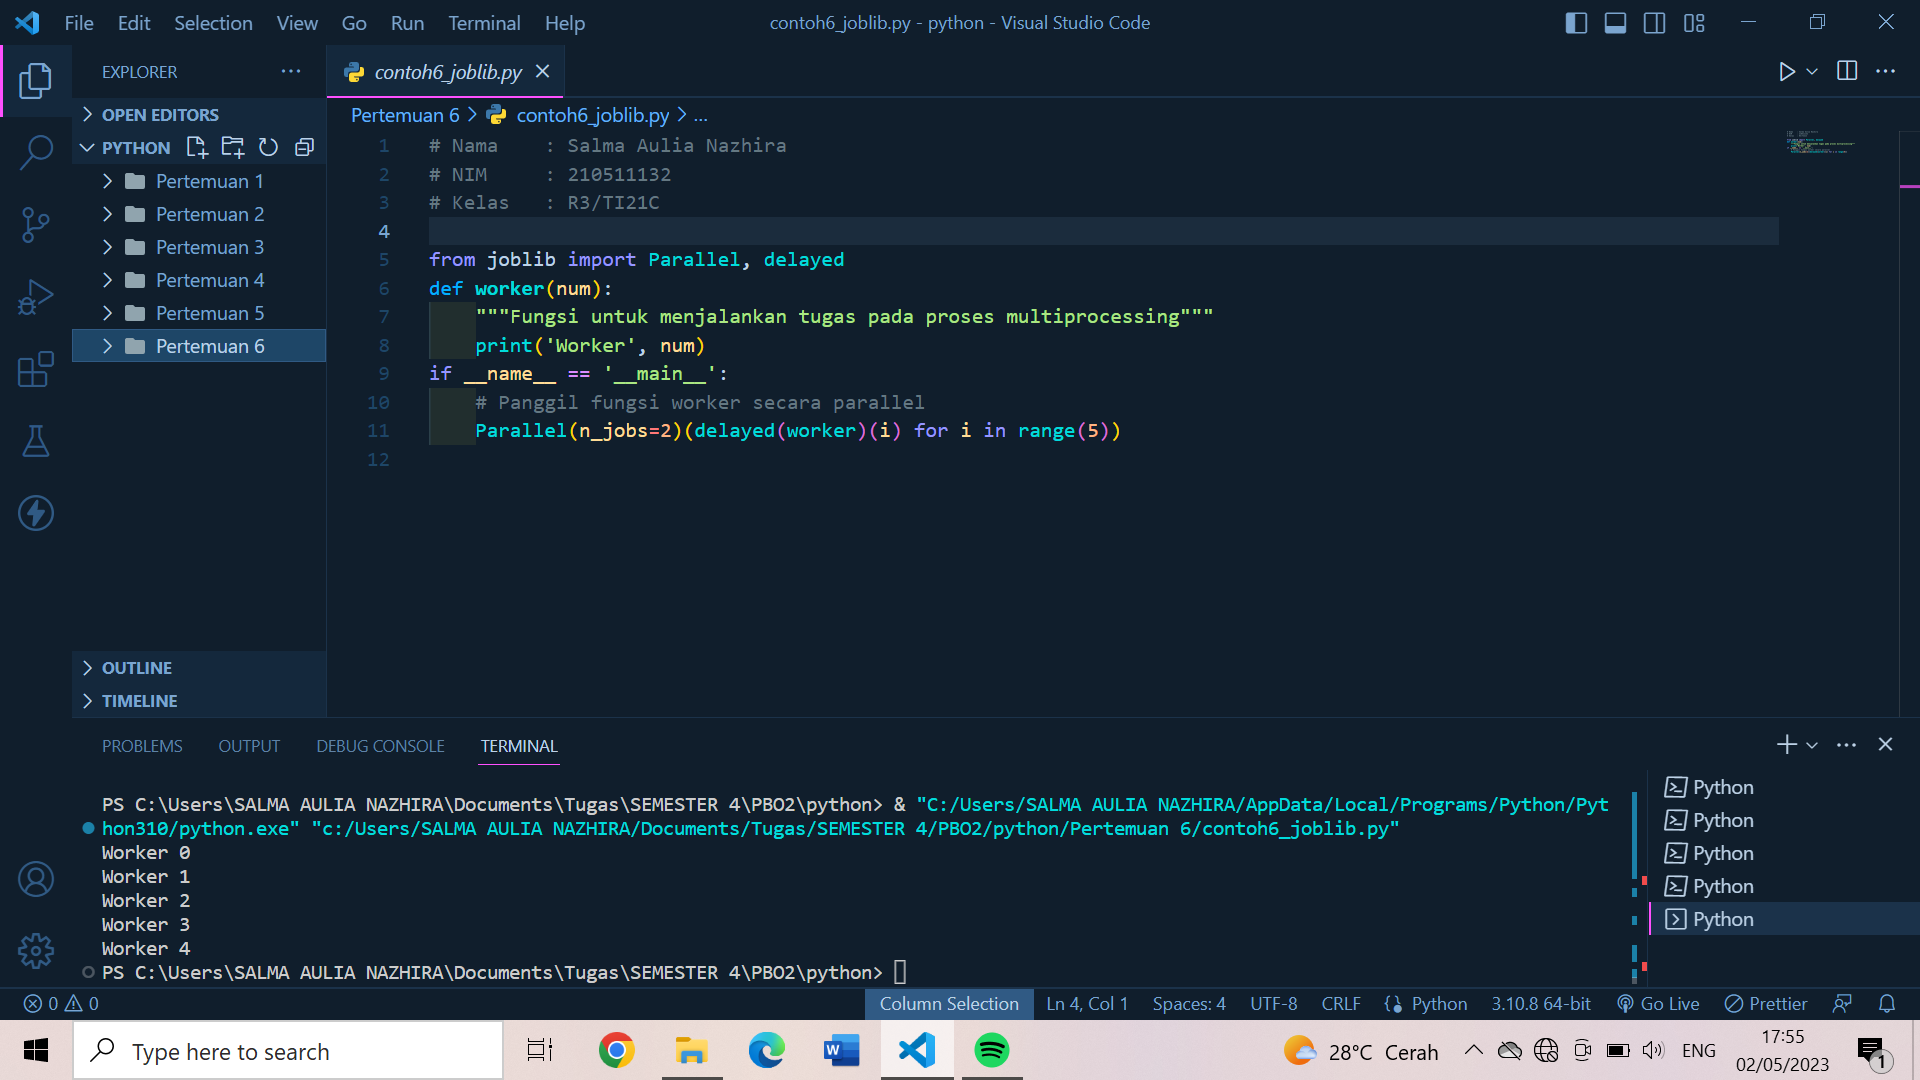 File Edit Selection View Go Run Terminal Help
contoh6_joblib.py - python - Visual Studio Code
EXPLORER
contoh6_joblib.py
OPEN EDITORS
PYTHON
Pertemuan 1
Pertemuan 2
Pertemuan 3
Pertemuan 4
Pertemuan 5
Pertemuan 6
OUTLINE
TIMELINE
Pertemuan 6 > contoh6_joblib.py > ...
1 # Nama    : Salma Aulia Nazhira
2 # NIM     : 210511132
3 # Kelas   : R3/TI21C
4
5 from joblib import Parallel, delayed
6 def worker(num):
7     """Fungsi untuk menjalankan tugas pada proses multiprocessing"""
8     print('Worker', num)
9 if __name__ == '__main__':
10     # Panggil fungsi worker secara parallel
11     Parallel(n_jobs=2)(delayed(worker)(i) for i in range(5))
12
PROBLEMS OUTPUT DEBUG CONSOLE TERMINAL
PS C:\Users\SALMA AULIA NAZHIRA\Documents\Tugas\SEMESTER 4\PBO2\python> & "C:/Users/SALMA AULIA NAZHIRA/AppData/Local/Programs/Python/Pyt
hon310/python.exe" "c:/Users/SALMA AULIA NAZHIRA/Documents/Tugas/SEMESTER 4/PBO2/python/Pertemuan 6/contoh6_joblib.py"
Worker 0
Worker 1
Worker 2
Worker 3
Worker 4
PS C:\Users\SALMA AULIA NAZHIRA\Documents\Tugas\SEMESTER 4\PBO2\python>
Python
Python
Python
Python
Python
0 0 Column Selection Ln 4, Col 1 Spaces: 4 UTF-8 CRLF Python 3.10.8 64-bit Go Live Prettier
Type here to search
W
28°C Cerah
ENG
17:55
02/05/2023
1